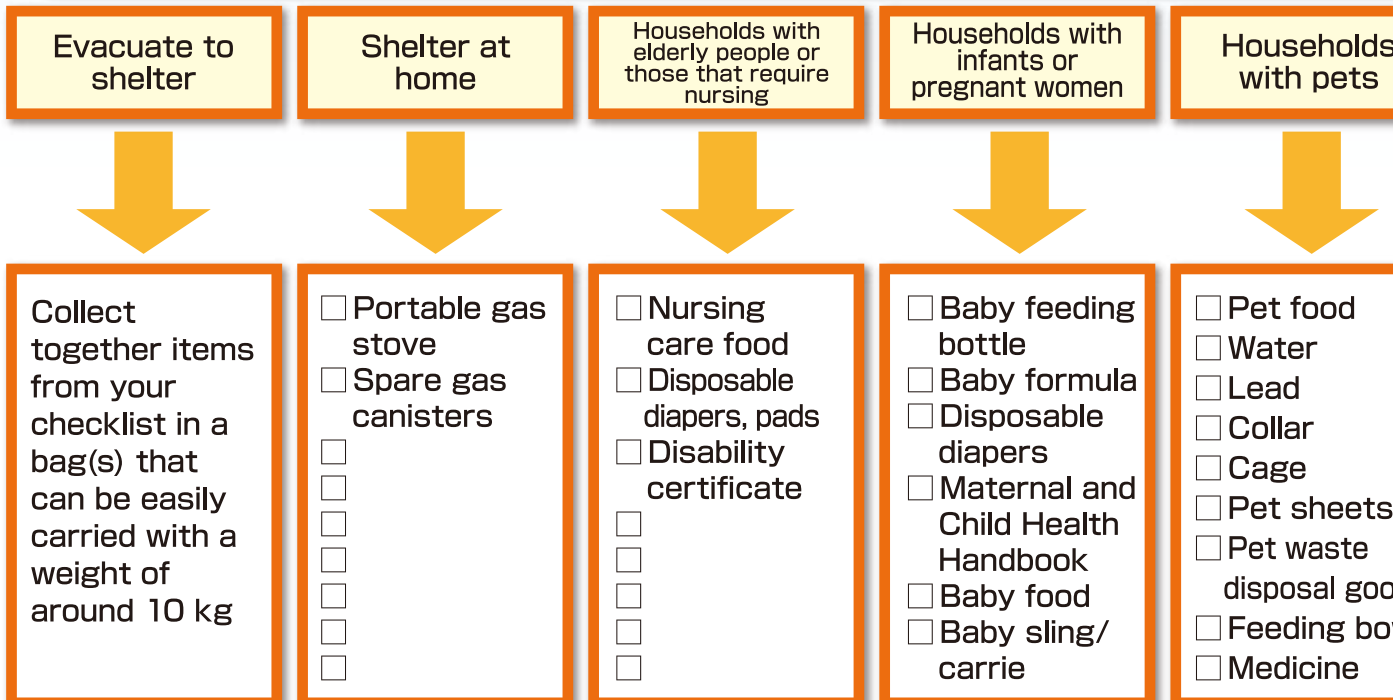 Evacuate to
shelter
Shelter at
home
Households with
elderly people or
those that require
nursing
Households with
infants or
pregnant women
Households
with pets
Collect
together items
from your
checklist in a
bag(s) that
can be easily
carried with a
weight of
around 10 kg
□ Portable gas
stove
□ Spare gas
canisters
□
□
□
□
□
□
□
□ Nursing
care food
□ Disposable
diapers, pads
□ Disability
certificate
□
□
□
□
□
□ Baby feeding
bottle
□ Baby formula
□ Disposable
diapers
□ Maternal and
Child Health
Handbook
□ Baby food
□ Baby sling/
carrie
□ Pet food
□ Water
□ Lead
□ Collar
□ Cage
□ Pet sheets
□ Pet waste
disposal
□ Feeding
□ Medicine